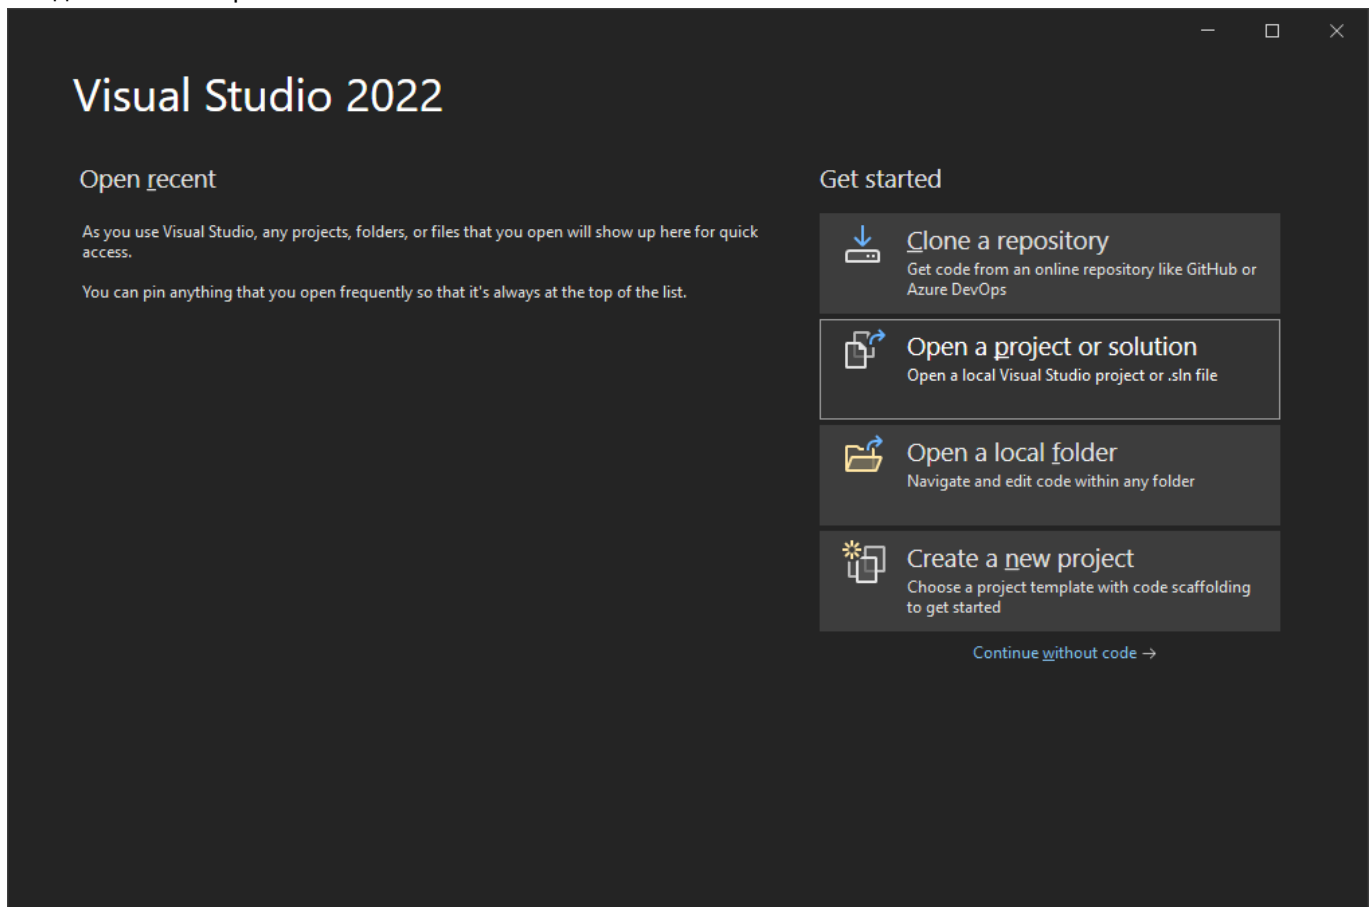 Visual Studio 2022
Open recent
As you use Visual Studio, any projects, folders, or files that you open will show up here for quick
access.
You can pin anything that you open frequently so that it's always at the top of the list.
Get started
Clone a repository
Get code from an online repository like GitHub or
Azure DevOps
Open a project or solution
Open a local Visual Studio project or .sln file
Open a local folder
Navigate and edit code within any folder
Create a new project
Choose a project template with code scaffolding
to get started
Continue without code →